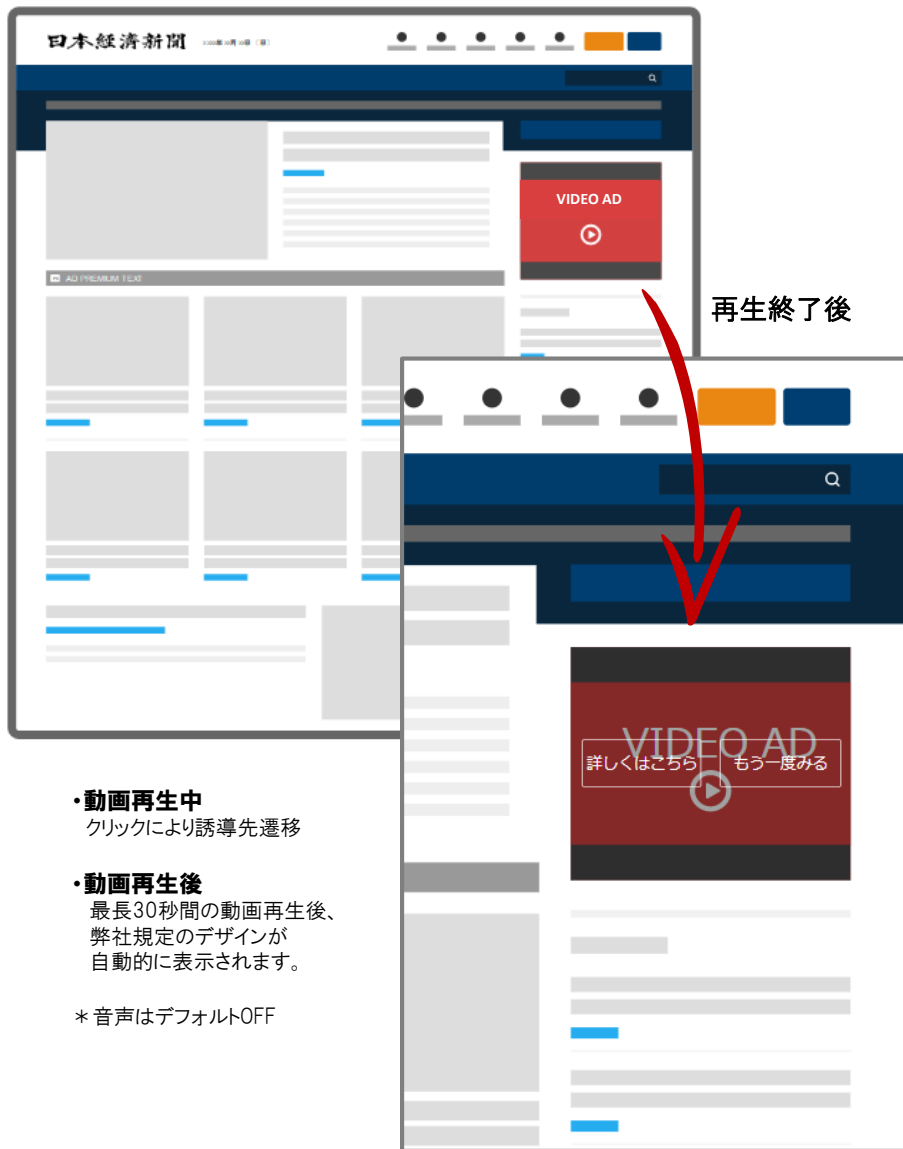 日本経済新聞
VIDEO AD
AD PREMIUM TEXT
再生終了後
VIDEO AD
詳しくはこちら
もう一度みる
・動画再生中
クリックにより誘導先遷移
・動画再生後
最長30秒間の動画再生後、
弊社規定のデザインが
自動的に表示されます。
＊音声はデフォルトOFF